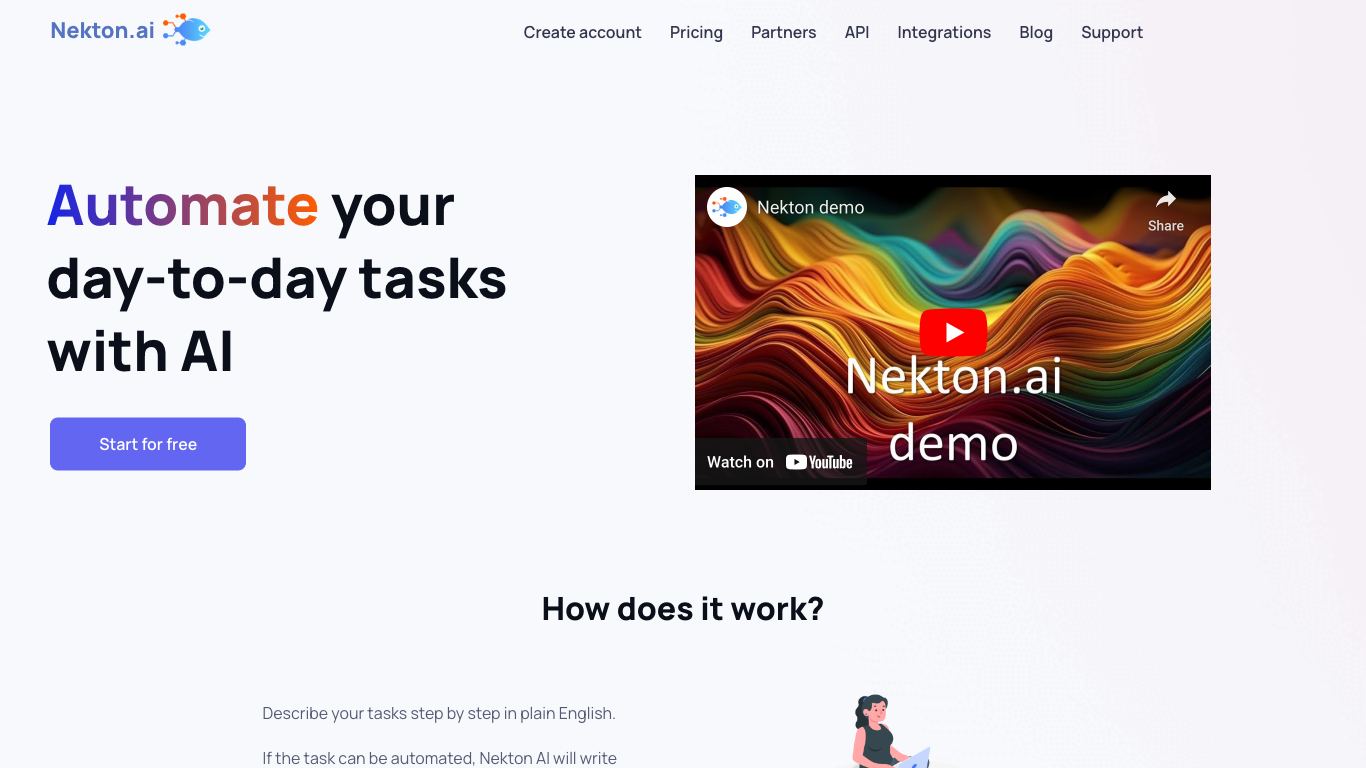 Nekton.ai
Create account
Pricing
Partners
API
Integrations
Blog
Support
Automate your
day-to-day tasks
with AI
Start for free
Nekton demo
Share
Nekton.ai
demo
Watch on YouTube
How does it work?
Describe your tasks step by step in plain English.
If the task can be automated, Nekton AI will write